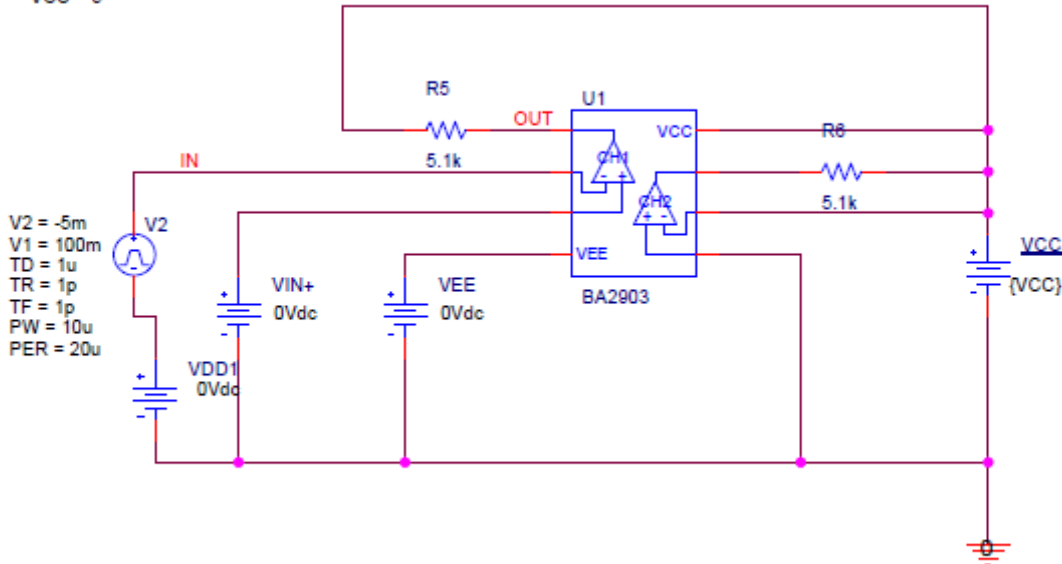 R5
U1
OUT
VCC
R6
IN
5.1k
CH1
- +
CH2
+ -
5.1k
V2 = -5m
V1 = 100m
TD = 1u
TR = 1p
TF = 1p
PW = 10u
PER = 20u
V2
VEE
VCC
{VCC}
VIN+
0Vdc
VEE
0Vdc
BA2903
VDD1
0Vdc
0